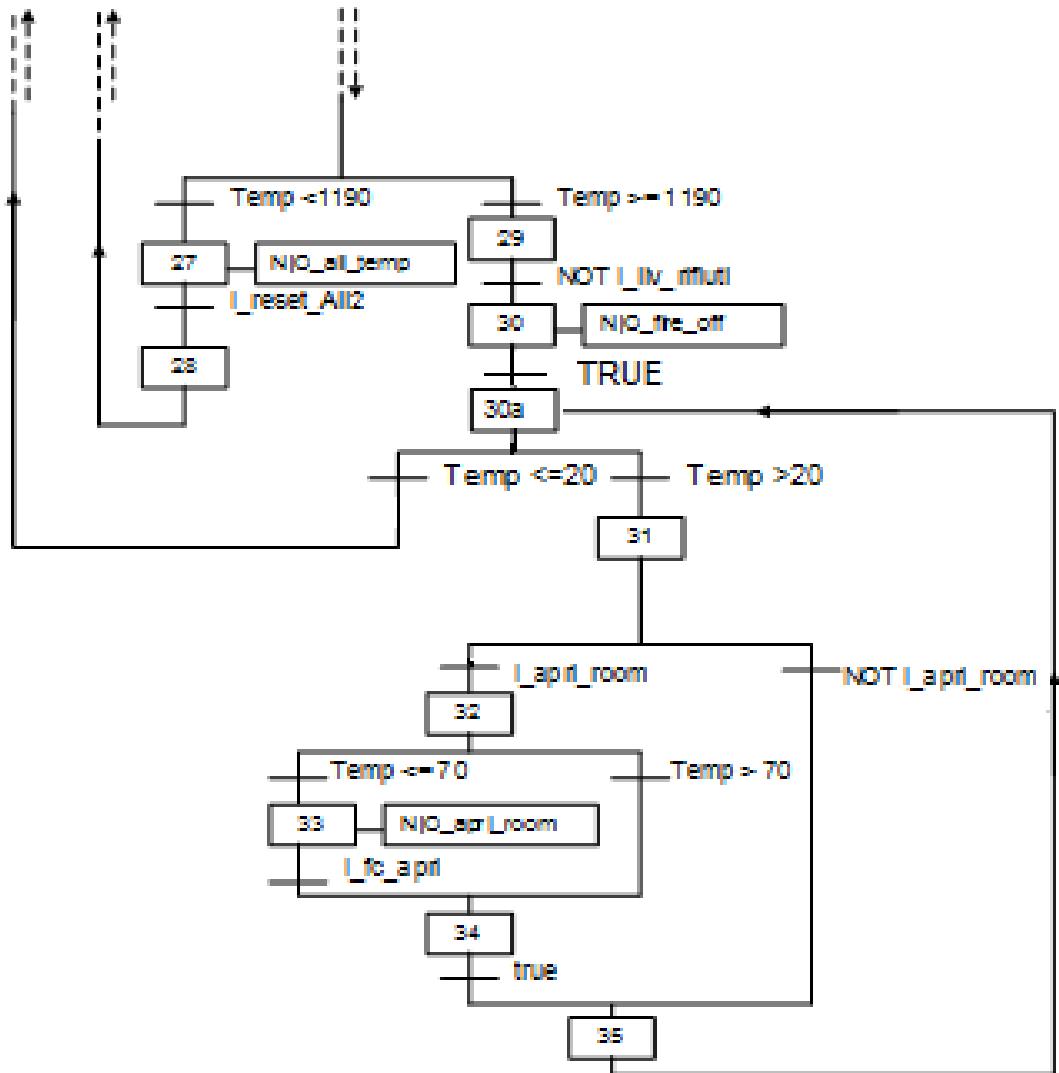 Temp <1190
Temp >=1190
29
27
N|O_all_temp
NOT I_liv_rifiuti
I_reset_All2
30
N|O_fire_off
28
TRUE
30a
Temp <=20
Temp >20
31
I_apri_room
NOT I_apri_room
32
Temp <=70
Temp > 70
33
N|O_apri_room
I_fc_apri
34
true
35